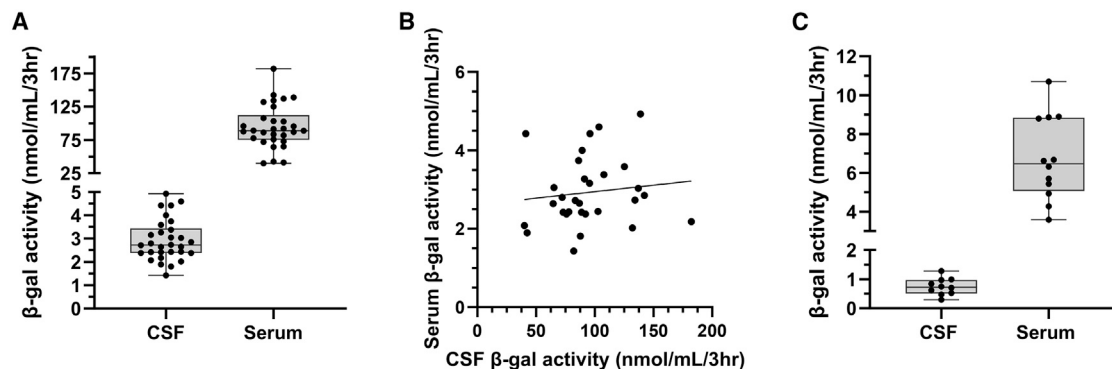 A
β-gal activity (nmol/mL/3hr)
175
125
75
25
5
4
3
2
1
0
CSF Serum
B
Serum β-gal activity (nmol/mL/3hr)
6
4
2
0
0 50 100 150 200
CSF β-gal activity (nmol/mL/3hr)
C
β-gal activity (nmol/mL/3hr)
12
10
8
6
4
2
1
0
CSF Serum